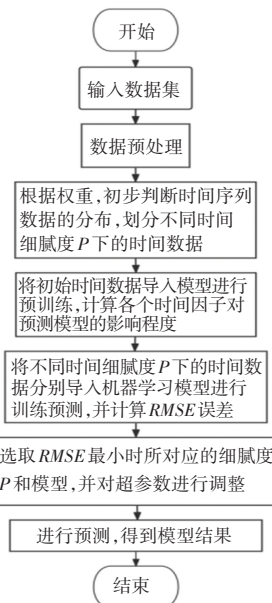 开始
输入数据集
数据预处理
根据权重,初步判断时间序列
数据的分布,划分不同时间
细腻度P下的时间数据
将初始时间数据导入模型进行
预训练,计算各个时间因子对
预测模型的影响程度
将不同时间细腻度P下的时间数
据分别导入机器学习模型进行
训练预测,并计算RMSE误差
选取RMSE最小时所对应的细腻度
P和模型,并对超参数进行调整
进行预测,得到模型结果
结束